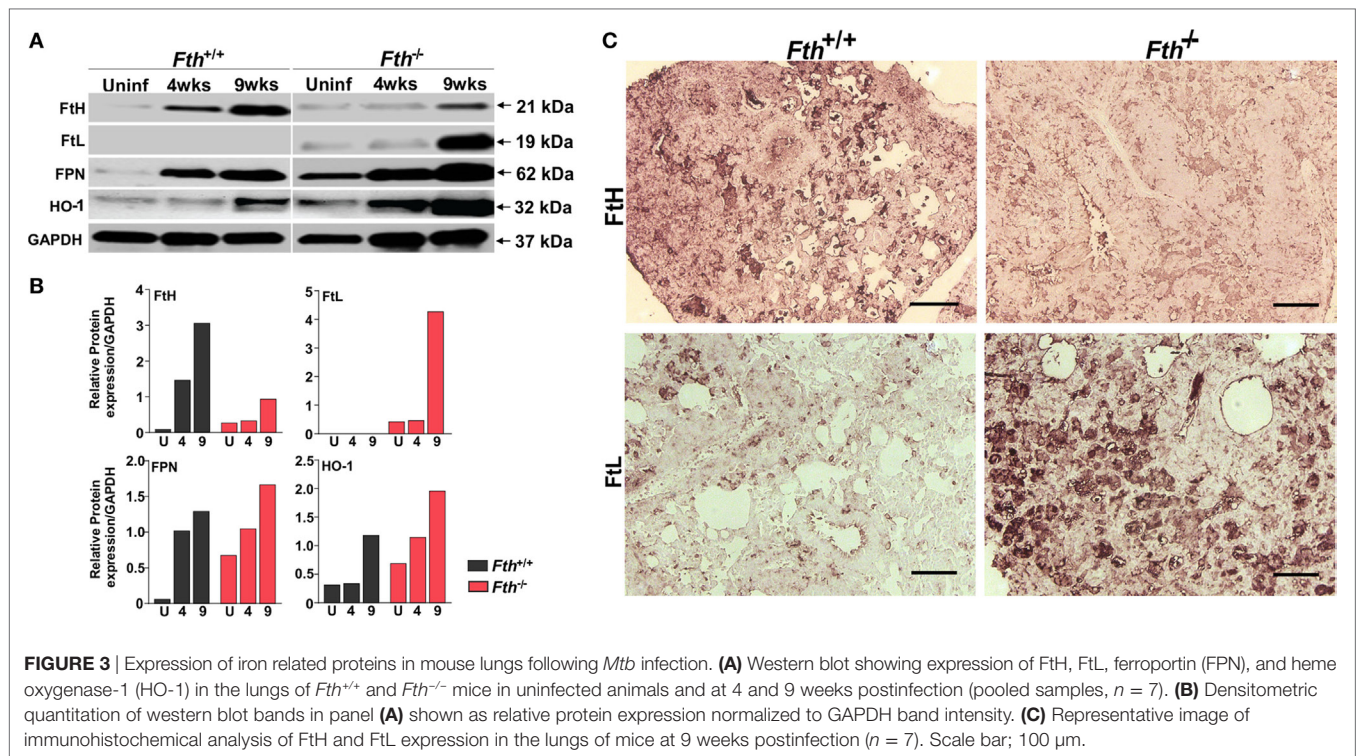 A
Fth+/+ Fth-/-
Uninf 4wks 9wks Uninf 4wks 9wks
FtH ← 21 kDa
FtL ← 19 kDa
FPN ← 62 kDa
HO-1 ← 32 kDa
GAPDH ← 37 kDa
B
Relative Protein expression/GAPDH
FtH
4
3
2
1
0
U 4 9 U 4 9
FtL
5
4
3
2
1
0
U 4 9 U 4 9
Relative Protein expression/GAPDH
FPN
2.0
1.5
1.0
0.5
0
U 4 9 U 4 9
HO-1
2.5
2.0
1.5
1.0
0.5
0
U 4 9 U 4 9
Fth+/+
Fth-/-
C
Fth+/+ Fth-/-
FtH
FtL
FIGURE 3 | Expression of iron related proteins in mouse lungs following Mtb infection. (A) Western blot showing expression of FtH, FtL, ferroportin (FPN), and heme
oxygenase-1 (HO-1) in the lungs of Fth+/+ and Fth−/− mice in uninfected animals and at 4 and 9 weeks postinfection (pooled samples, n = 7). (B) Densitometric
quantitation of western blot bands in panel (A) shown as relative protein expression normalized to GAPDH band intensity. (C) Representative image of
immunohistochemical analysis of FtH and FtL expression in the lungs of mice at 9 weeks postinfection (n = 7). Scale bar; 100 µm.